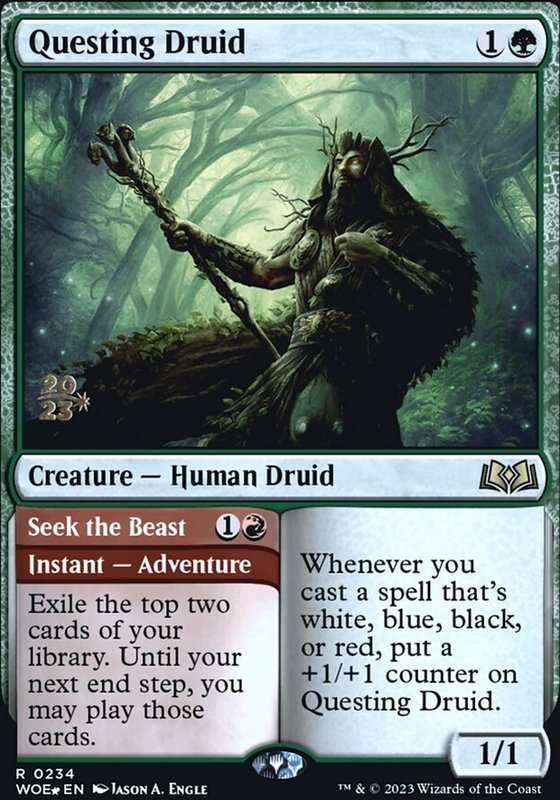 Questing Druid 1
20
23
Creature — Human Druid
Seek the Beast 1
Instant — Adventure
Exile the top two
cards of your
library. Until your
next end step, you
may play those
cards.
Whenever you
cast a spell that's
white, blue, black,
or red, put a
+1/+1 counter on
Questing Druid.
1/1
R 0234
WOE★EN JASON A. ENGLE
™ & © 2023 Wizards of the Coast